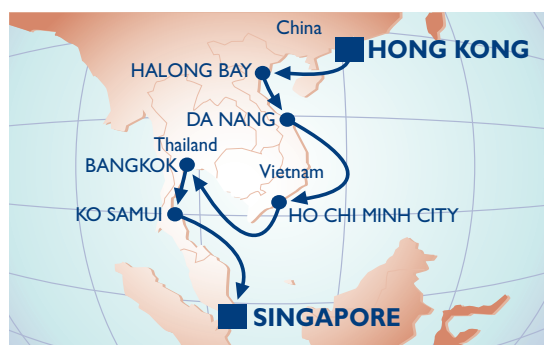 China
HONG KONG
HALONG BAY
DA NANG
Thailand
BANGKOK
Vietnam
KO SAMUI
HO CHI MINH CITY
SINGAPORE